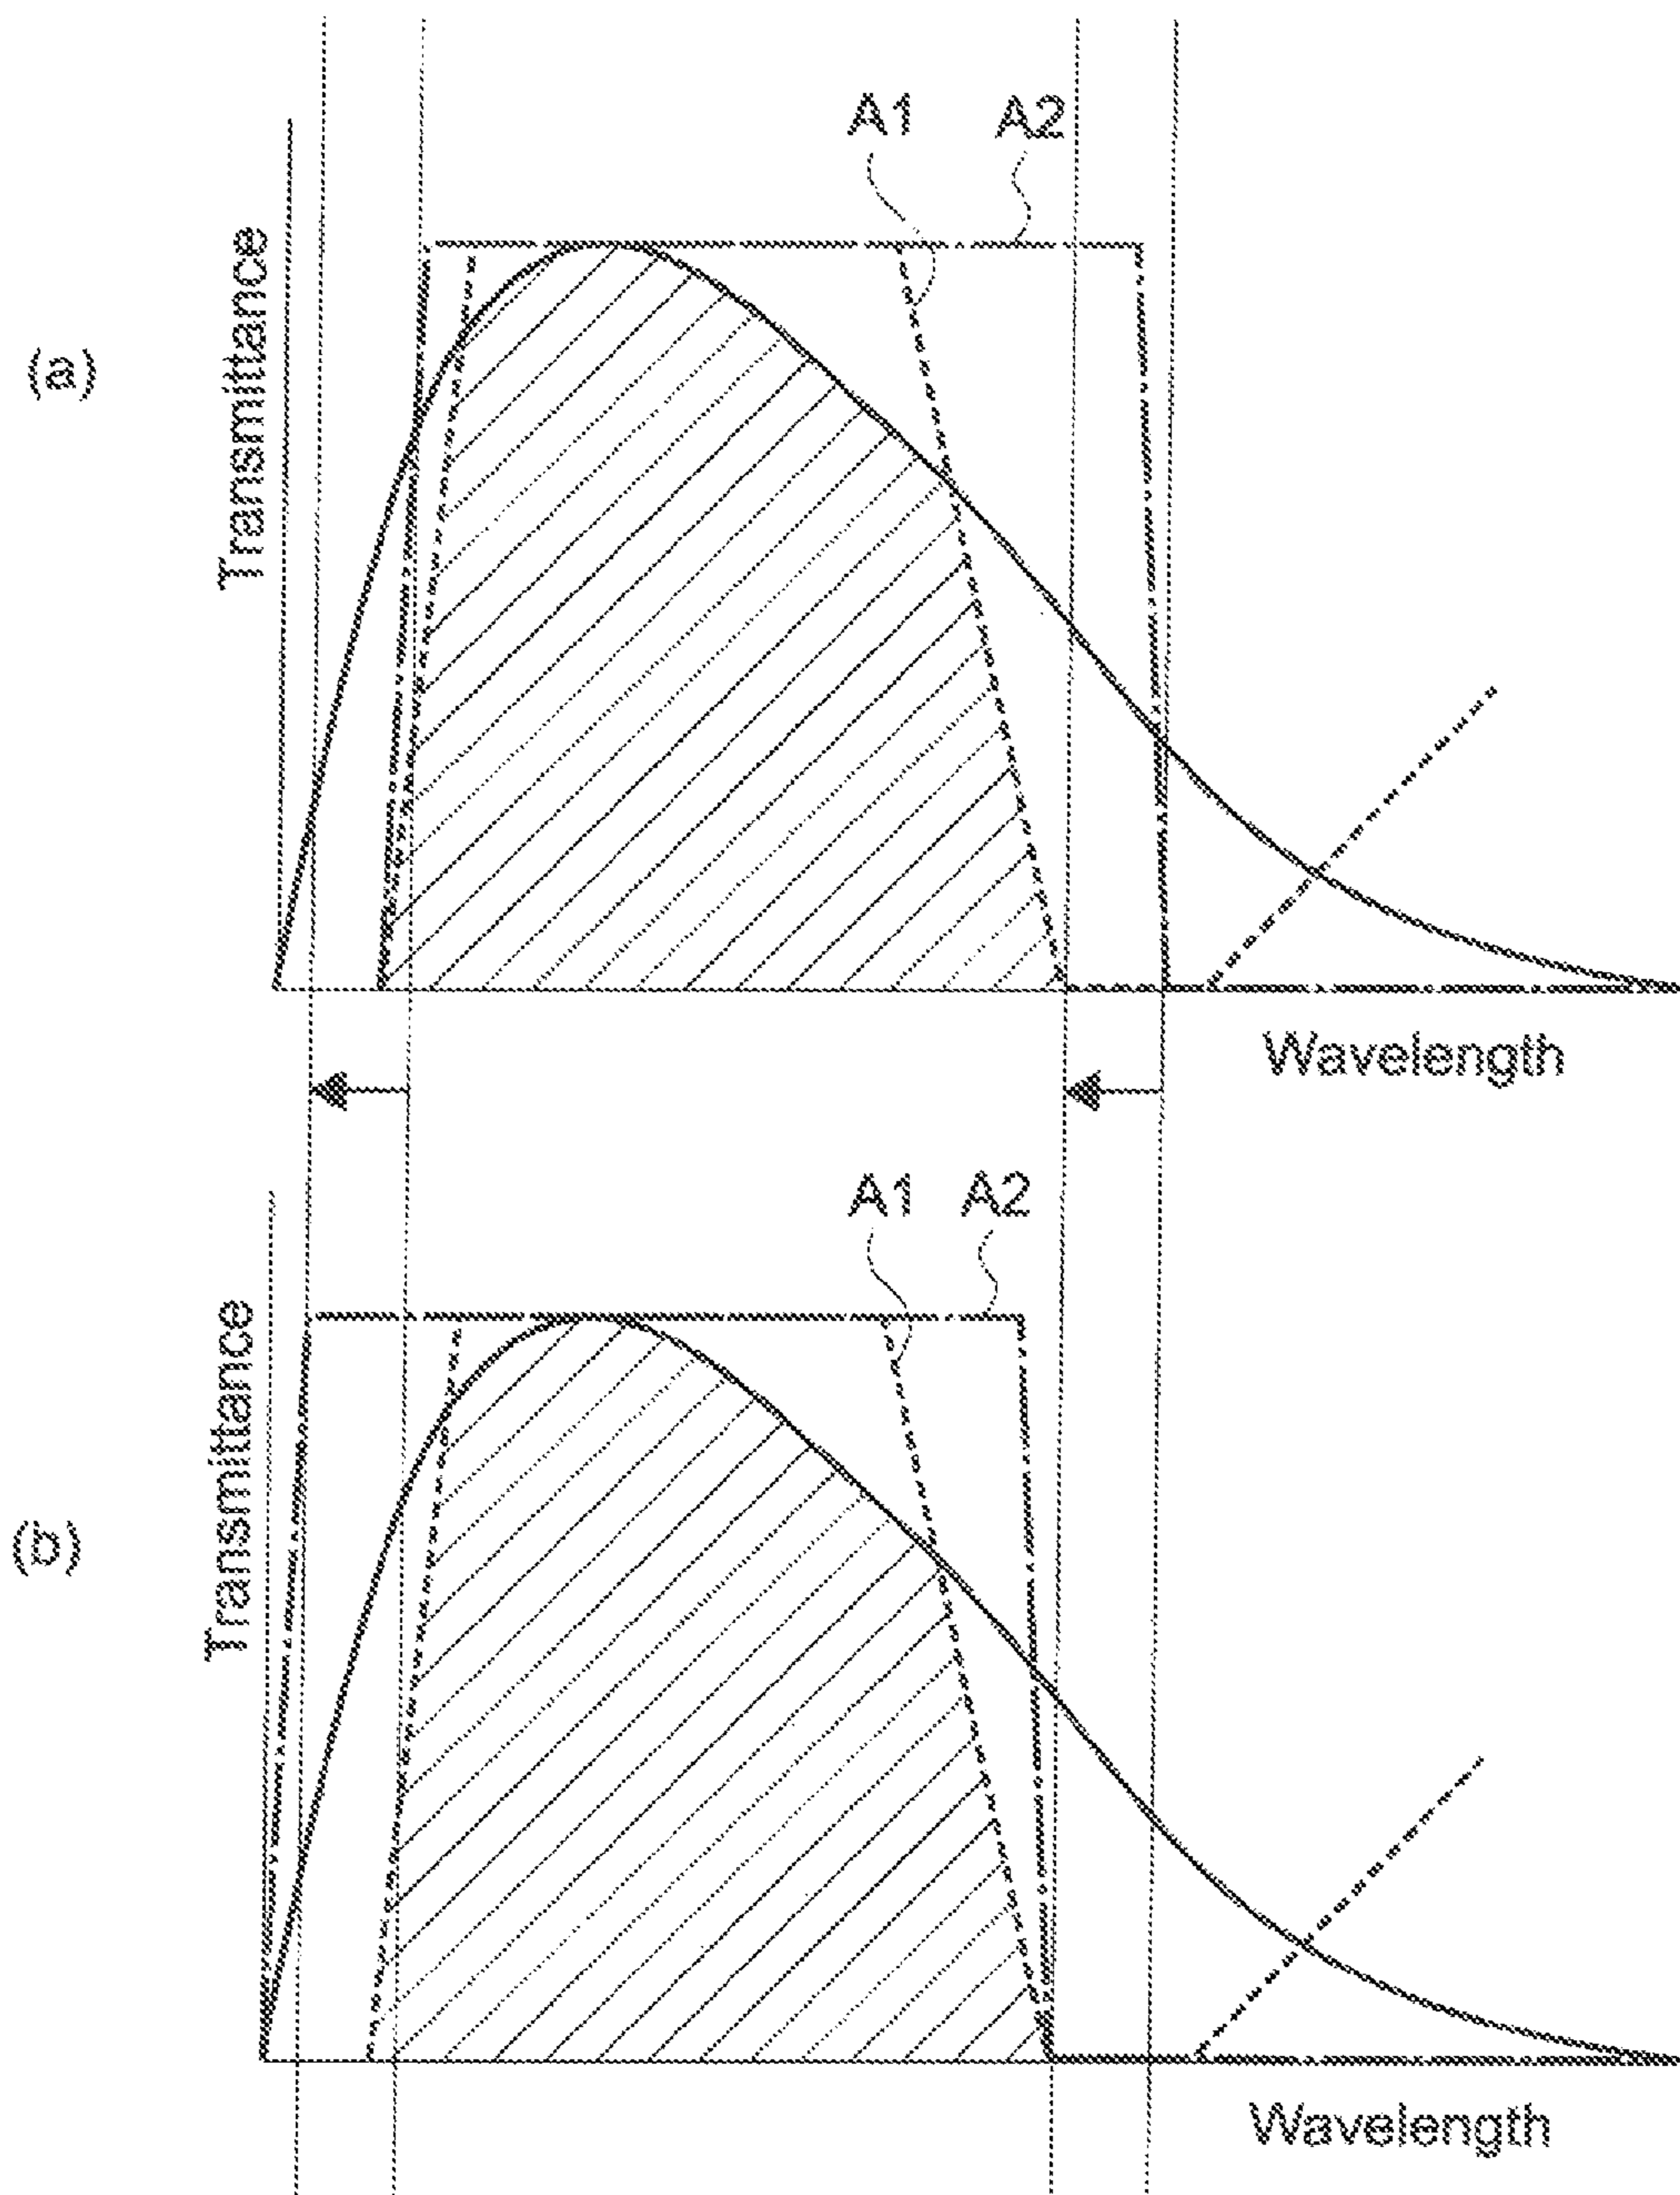 A1
A2
(a)
Transmittance
Wavelength
A1
A2
(b)
Transmittance
Wavelength